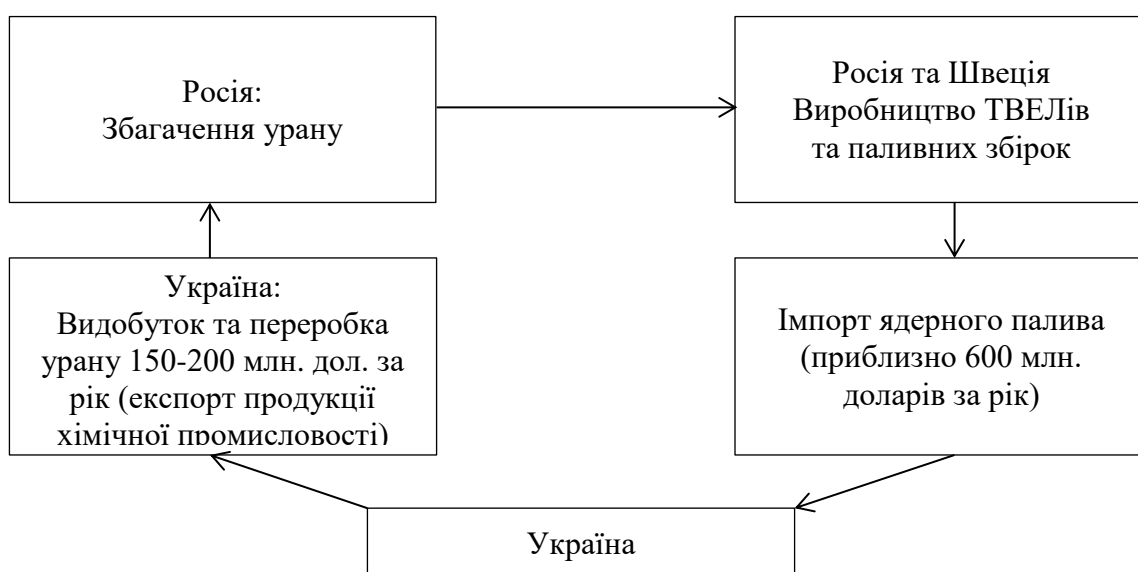 Росія:
Збагачення урану
Росія та Швеція
Виробництво ТВЕЛів
та паливних збірок
Україна:
Видобуток та переробка
урану 150-200 млн. дол. за
рік (експорт продукції
хімічної промисловості)
Імпорт ядерного палива
(приблизно 600 млн.
доларів за рік)
Україна